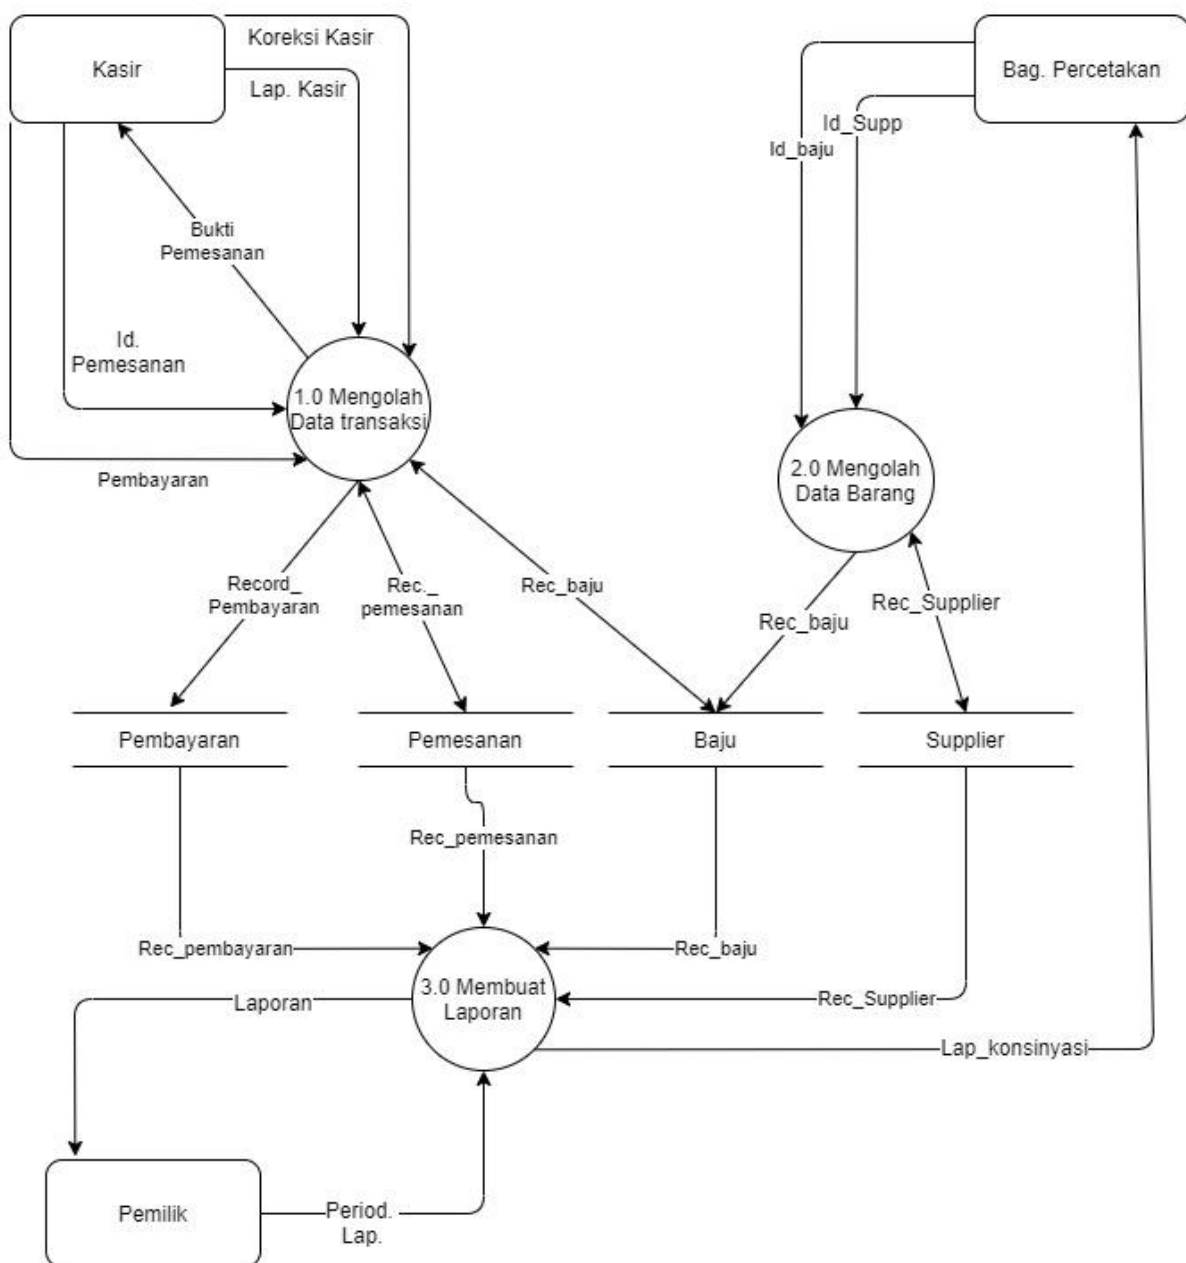 Kasir
Koreksi Kasir
Lap. Kasir
Bag. Percetakan
Id_Supp
Id_baju
Bukti
Pemesanan
Id.
Pemesanan
1.0 Mengolah
Data transaksi
Pembayaran
2.0 Mengolah
Data Barang
Record_
Pembayaran
Rec._
pemesanan
Rec_baju
Rec_baju
Rec_Supplier
Pembayaran
Pemesanan
Baju
Supplier
Rec_pemesanan
Rec_pembayaran
Rec_baju
3.0 Membuat
Laporan
Laporan
Rec_Supplier
Lap_konsinyasi
Pemilik
Period.
Lap.